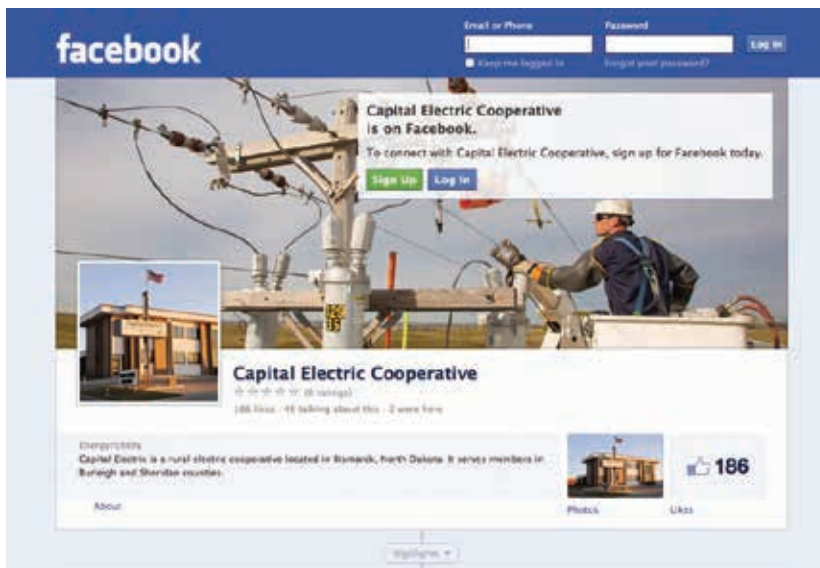 Email or Phone
Password
facebook
Log In
Keep me logged in
Forgot your password?
Capital Electric Cooperative
is on Facebook.
To connect with Capital Electric Cooperative, sign up for Facebook today.
Sign Up
Log In
Capital Electric Cooperative
186 likes · talking about this · 2 were here
Energy/Utility
Capital Electric is a rural electric cooperative located in Bismarck, North Dakota. It serves members in
Burleigh and Sheridan counties.
186
About
Photos
Likes
Highlights